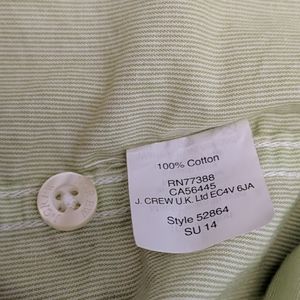 100% Cotton
RN77388
CA56445
J. CREW U.K. Ltd EC4V 6JA
Style 52864
SU 14